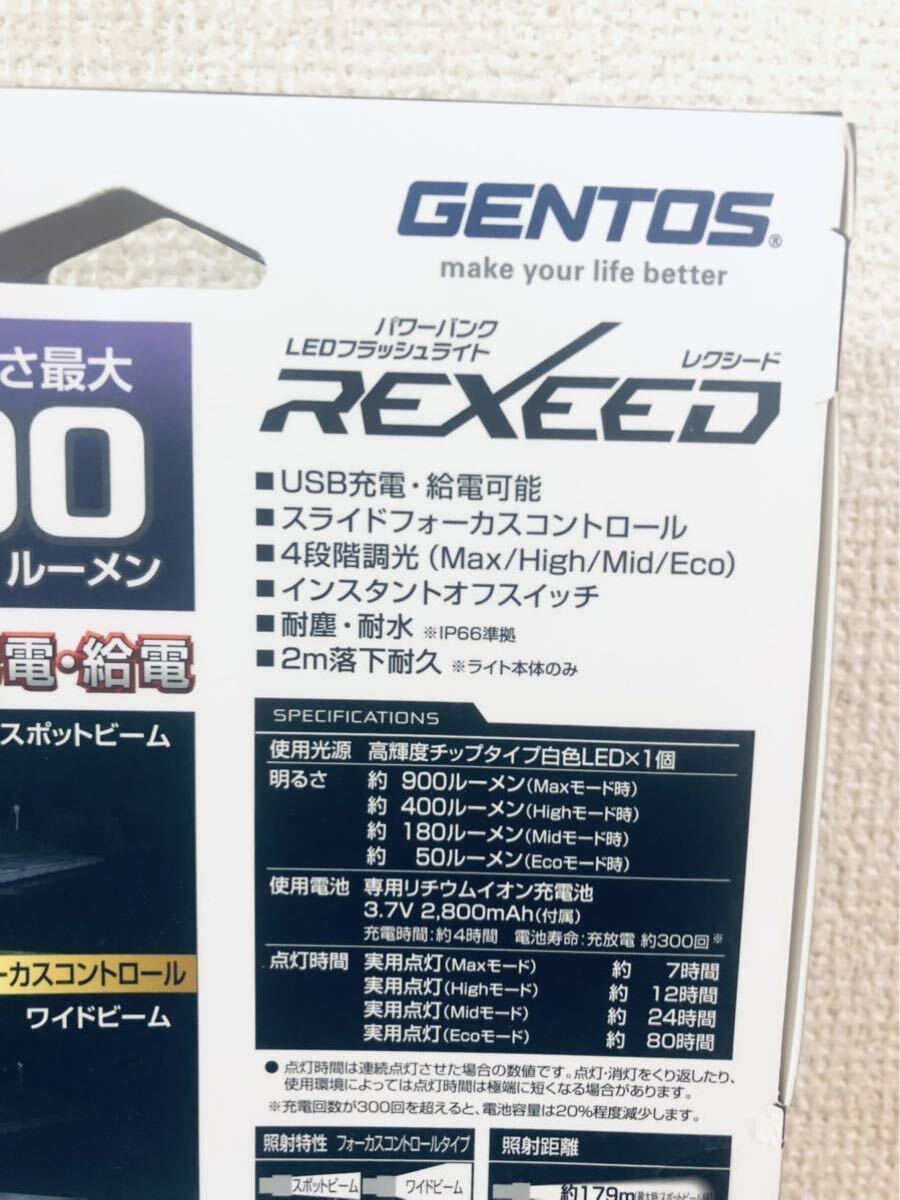 GENTOS®
make your life better
パワーバンク
LEDフラッシュライト
レクシード
REXEED
■USB充電・給電可能
■スライドフォーカスコントロール
■4段階調光 (Max/High/Mid/Eco)
■インスタントオフスイッチ
■耐塵・耐水 ※IP66準拠
■2m落下耐久 ※ライト本体のみ
さ最大
00
ルーメン
電・給電
スポットビーム
ーカスコントロール
ワイドビーム
SPECIFICATIONS
使用光源 高輝度チップタイプ白色LED×1個
明るさ 約 900ルーメン(Maxモード時)
約 400ルーメン(Highモード時)
約 180ルーメン(Midモード時)
約 50ルーメン(Ecoモード時)
使用電池 専用リチウムイオン充電池
3.7V 2,800mAh(付属)
充電時間:約4時間 電池寿命:充放電 約300回※
点灯時間 実用点灯(Maxモード) 約 7時間
実用点灯(Highモード) 約 12時間
実用点灯(Midモード) 約 24時間
実用点灯(Ecoモード) 約 80時間
● 点灯時間は連続点灯させた場合の数値です。点灯・消灯をくり返したり、
使用環境によっては点灯時間は極端に短くなる場合があります。
※充電回数が300回を超えると、電池容量は20%程度減少します。
照射特性 フォーカスコントロールタイプ
スポットビーム ワイドビーム
照射距離
約179m